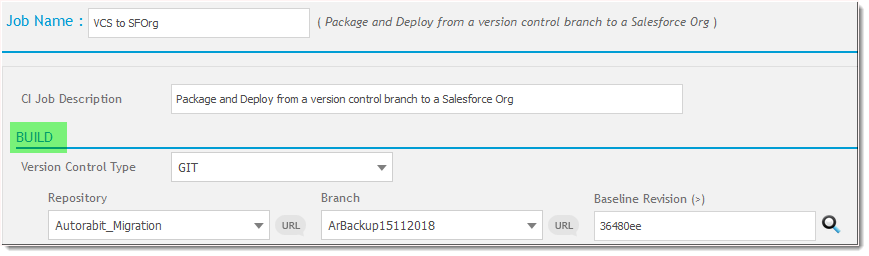 Job Name : VCS to SFOrg ( Package and Deploy from a version control branch to a Salesforce Org )
CI Job Description Package and Deploy from a version control branch to a Salesforce Org
BUILD
Version Control Type GIT
Repository Branch Baseline Revision (>)
Autorabit_Migration URL ArBackup15112018 URL 36480ee